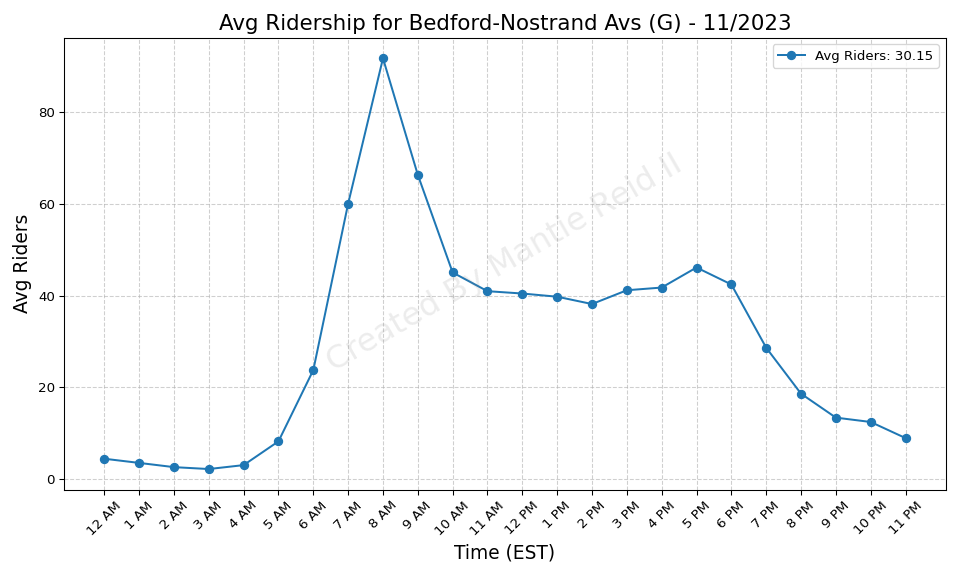 Avg Ridership for Bedford-Nostrand Avs (G) - 11/2023
Avg Riders: 30.15
Avg Riders
80
60
40
20
0
Created By Mantie Reid II
12 AM
1 AM
2 AM
3 AM
4 AM
5 AM
6 AM
7 AM
8 AM
9 AM
10 AM
11 AM
12 PM
1 PM
2 PM
3 PM
4 PM
5 PM
6 PM
7 PM
8 PM
9 PM
10 PM
11 PM
Time (EST)